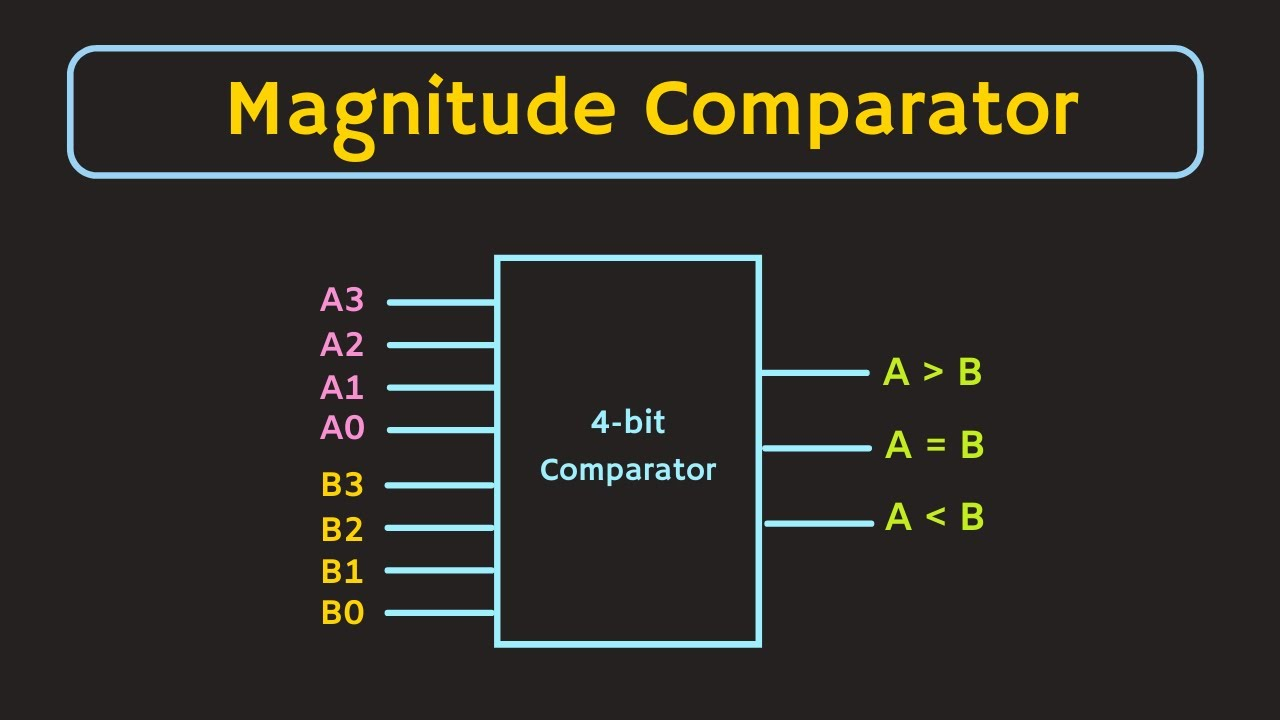 Magnitude Comparator
A3
A2
A1
A0
B3
B2
B1
B0
4-bit
Comparator
A > B
A = B
A < B